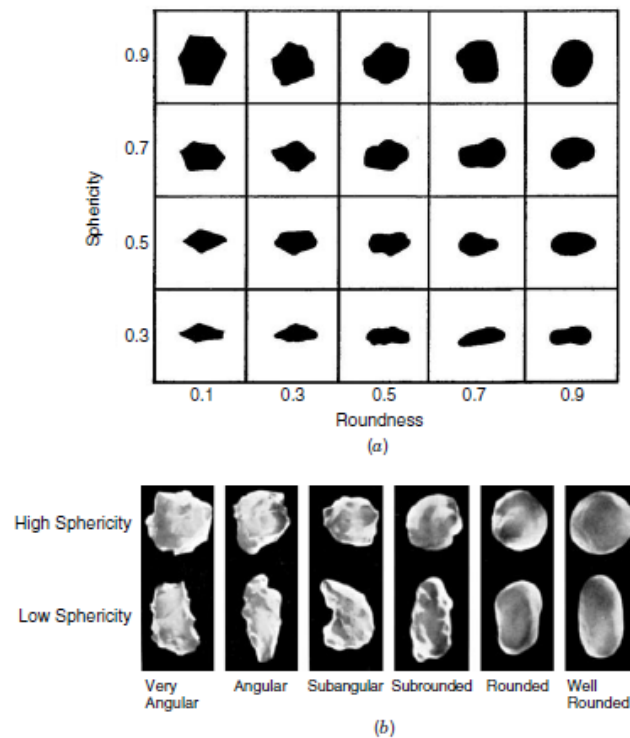 0.9
0.7
Sphericity
0.5
0.3
0.1 0.3 0.5 0.7 0.9
Roundness
(a)
High Sphericity
Low Sphericity
Very Angular Subangular Subrounded Rounded Well
Angular Rounded
(b)